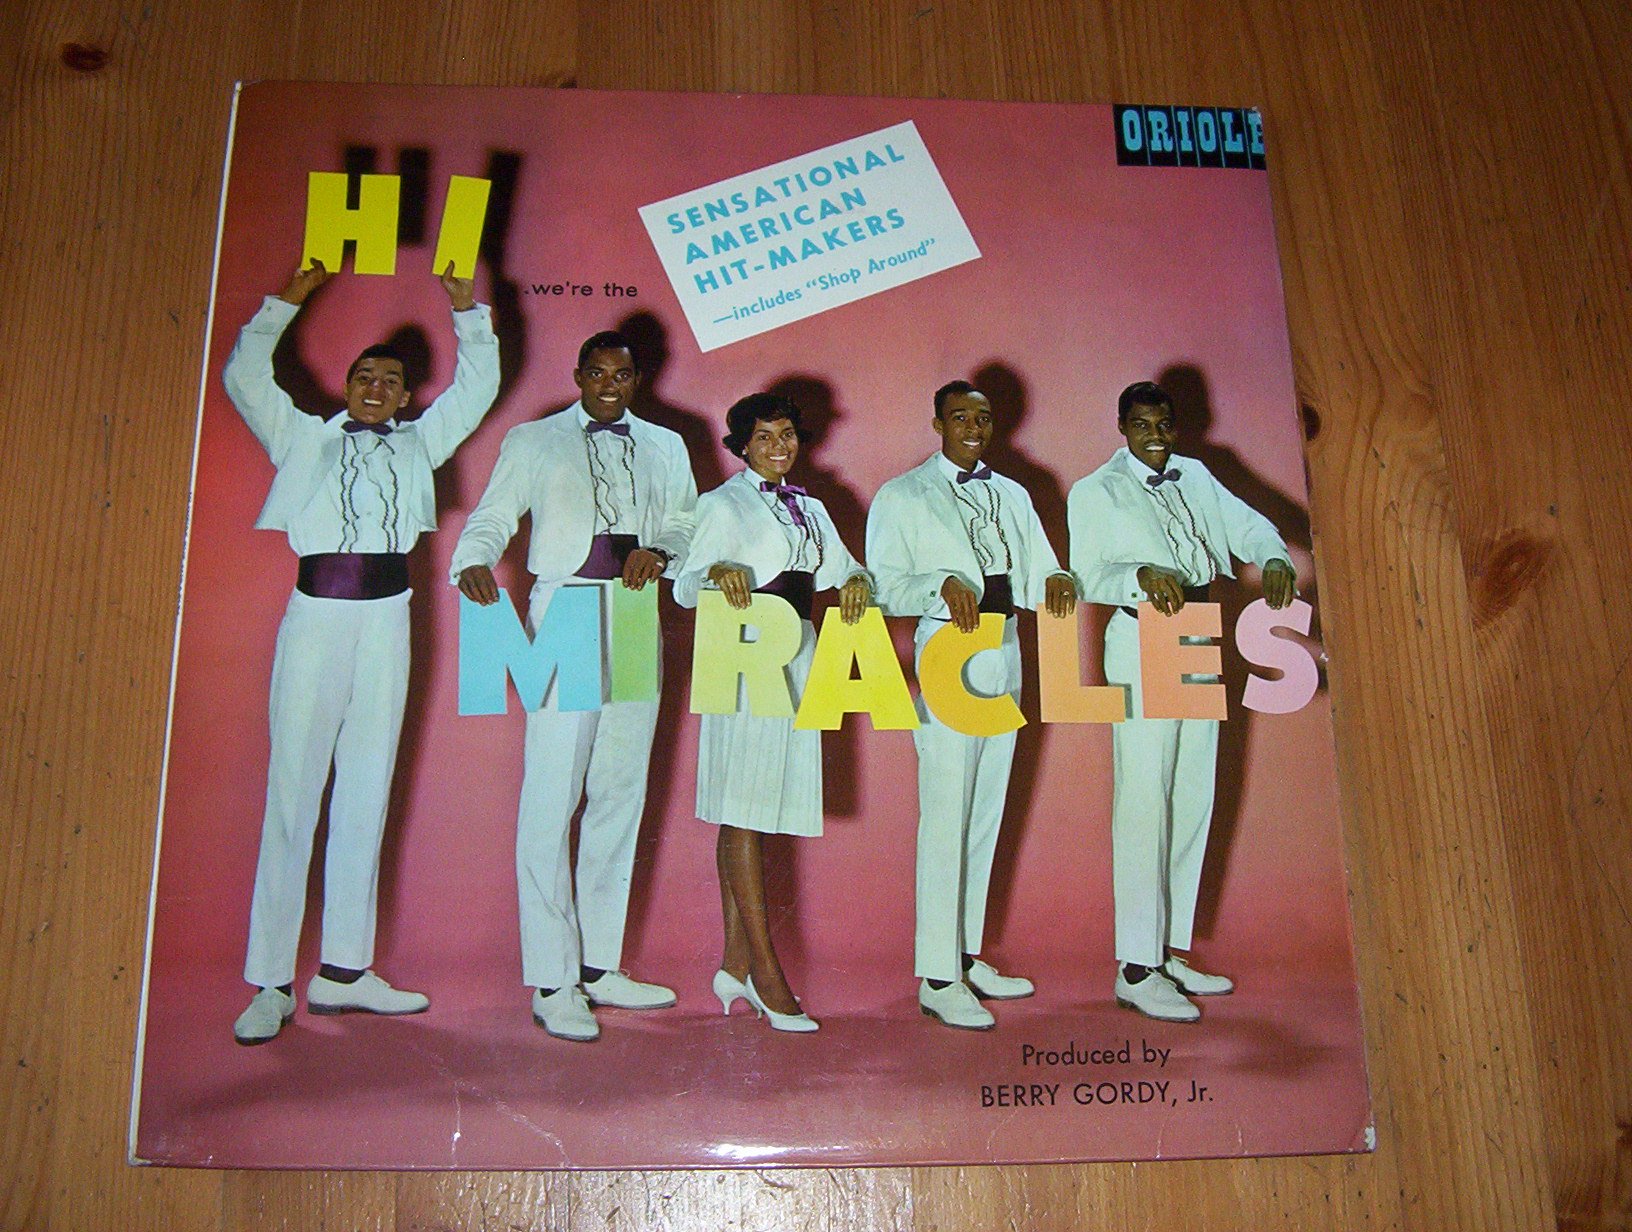 ORIOLE
HI
SENSATIONAL
AMERICAN
HIT-MAKERS
—includes "Shop Around"
..we're the
MIRACLES
Produced by
BERRY GORDY, Jr.